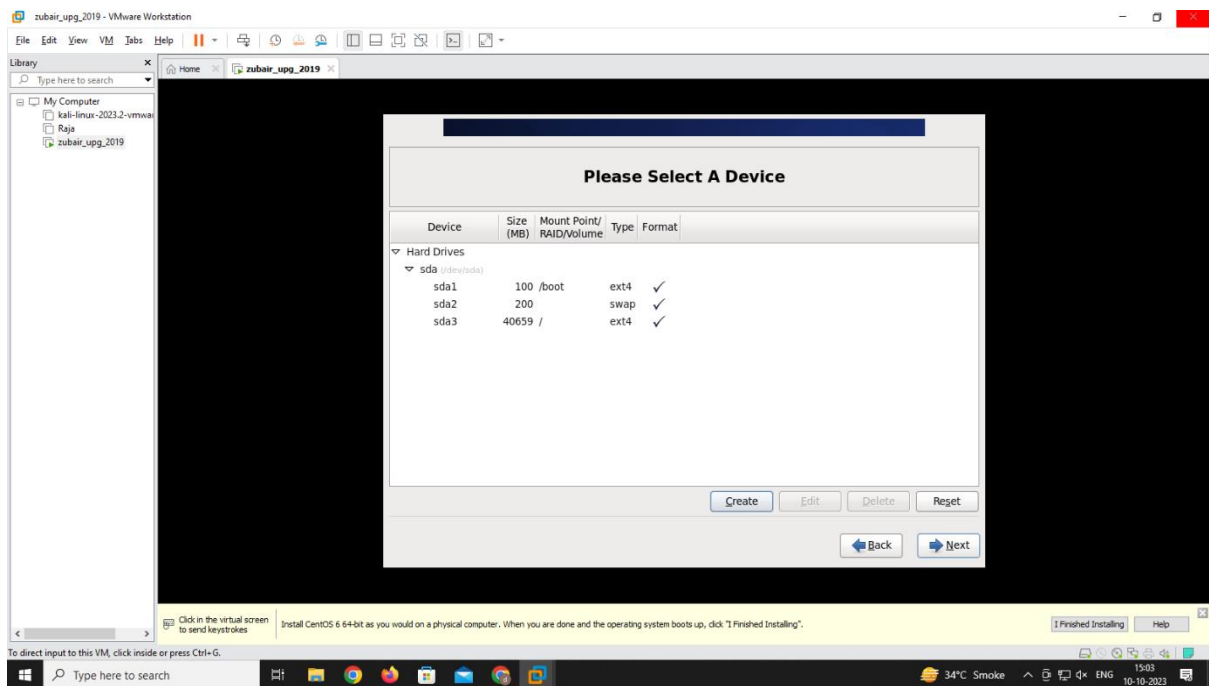 zubair_upg_2019 - VMware Workstation
File Edit View VM Tabs Help
Library
Type here to search
My Computer
kali-linux-2023.2-vmwar
Raja
zubair_upg_2019
Home
zubair_upg_2019
Please Select A Device
Device Size (MB) Mount Point/ RAID/Volume Type Format
Hard Drives
sda (/dev/sda)
sda1 100 /boot ext4 ✓
sda2 200 swap ✓
sda3 40659 / ext4 ✓
Create Edit Delete Reset
Back Next
Click in the virtual screen
to send keystrokes
Install CentOS 6 64-bit as you would on a physical computer. When you are done and the operating system boots up, click "I Finished Installing".
I Finished Installing Help
To direct input to this VM, click inside or press Ctrl+G.
Type here to search
34°C Smoke
ENG
15:03
10-10-2023